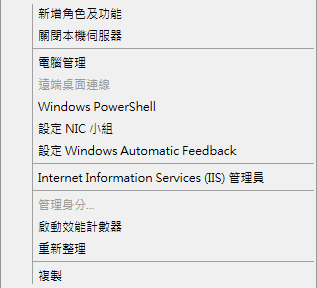 新增角色及功能
關閉本機伺服器
電腦管理
遠端桌面連線
Windows PowerShell
設定 NIC 小組
設定 Windows Automatic Feedback
Internet Information Services (IIS) 管理員
管理身分...
啟動效能計數器
重新整理
複製